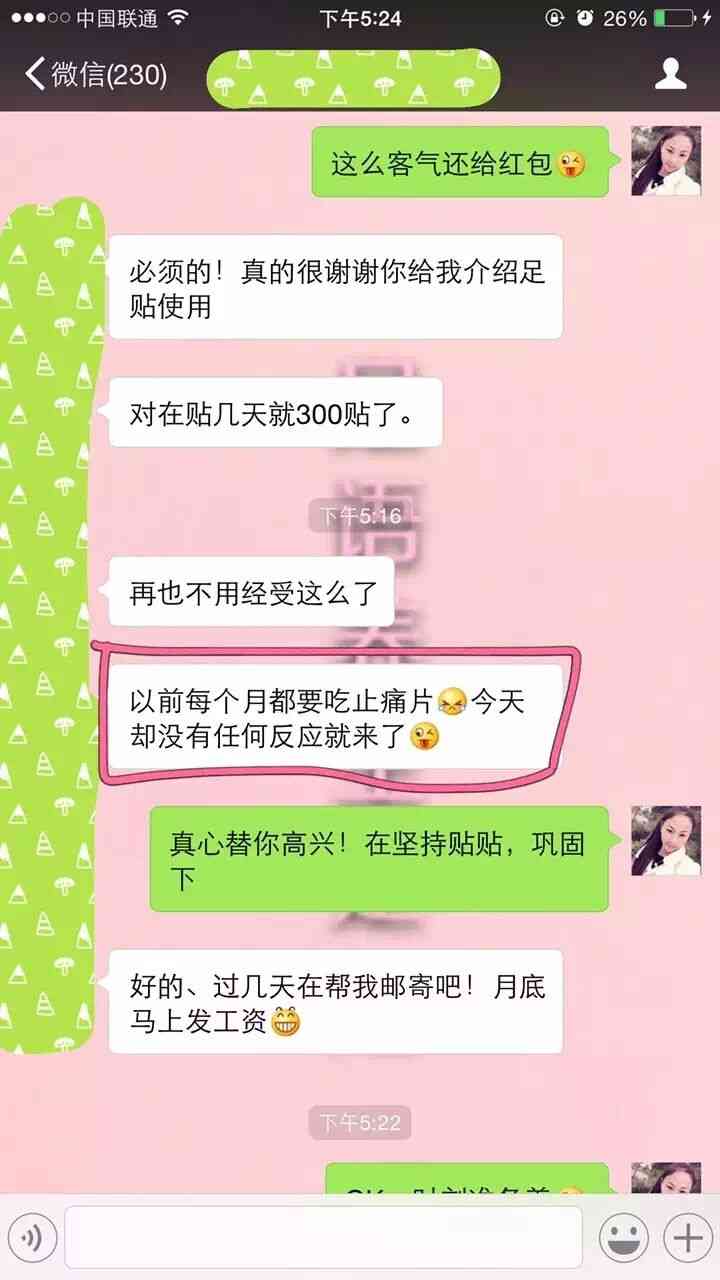 中国联通
下午5:24
26%
微信(230)
这么客气还给红包
必须的！真的很谢谢你给我介绍足
贴使用
对在贴几天就300贴了。
下午5:16
再也不用经受这么了
以前每个月都要吃止痛片今天
却没有任何反应就来了
真心替你高兴！在坚持贴贴，巩固
下
好的、过几天在帮我邮寄吧！月底
马上发工资
下午5:22